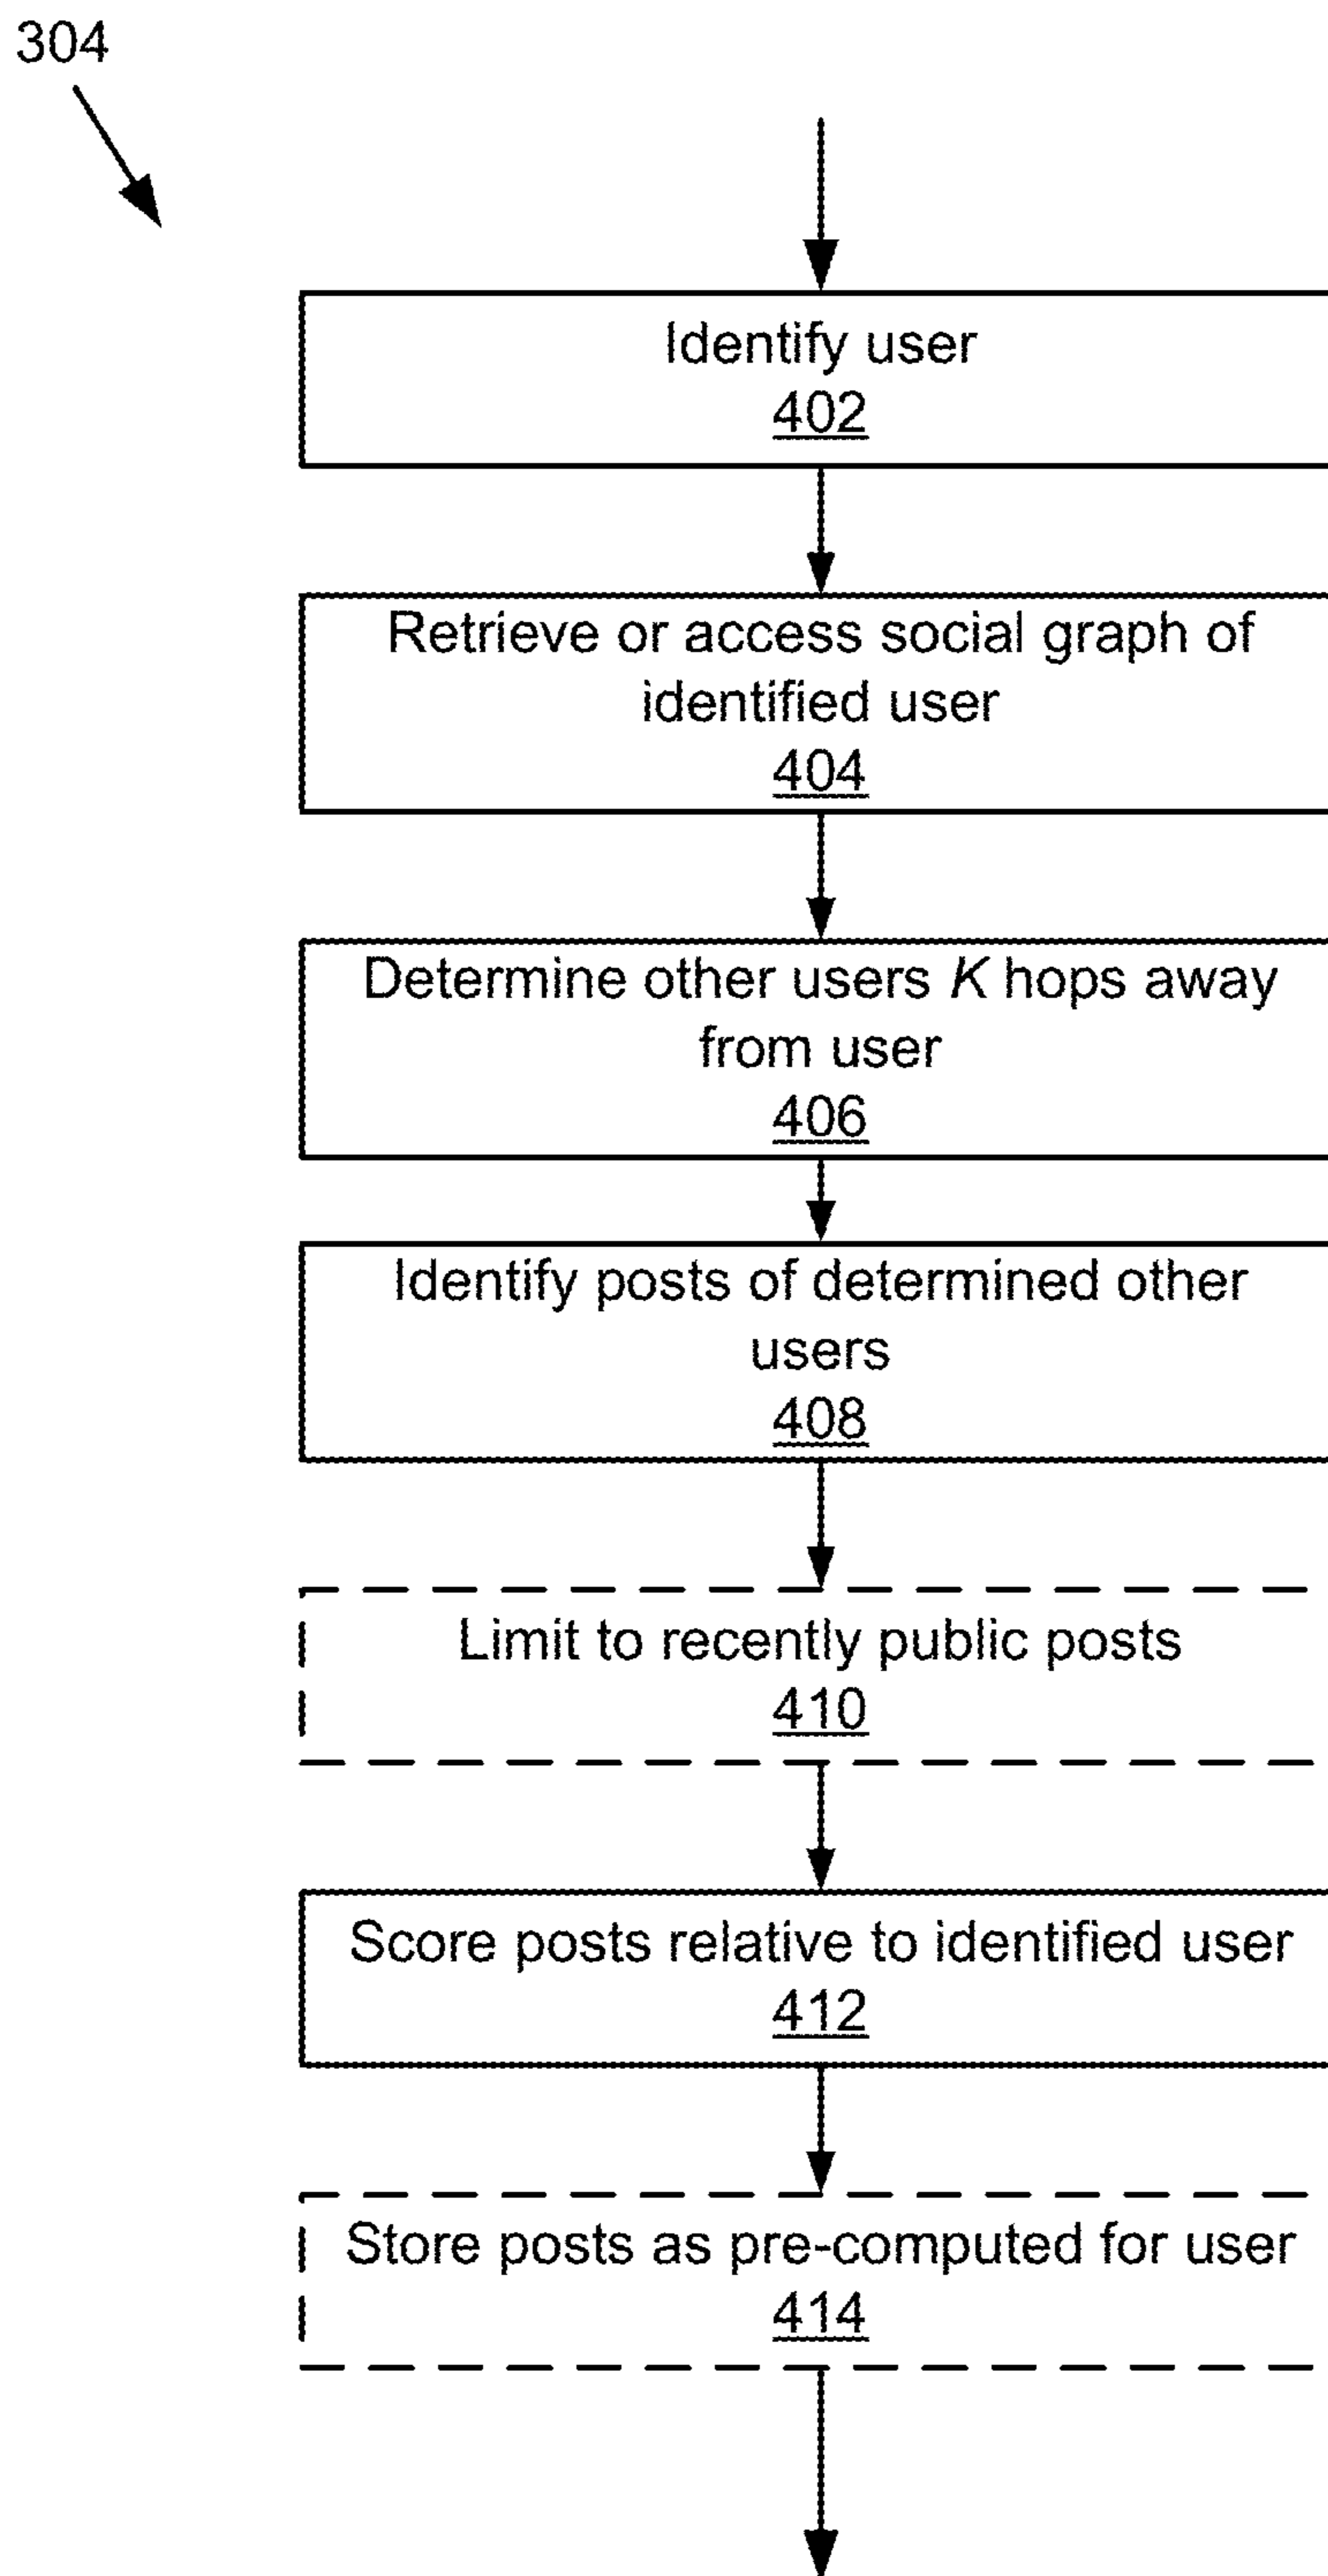 304
Identify user
402
Retrieve or access social graph of
identified user
404
Determine other users K hops away
from user
406
Identify posts of determined other
users
408
Limit to recently public posts
410
Score posts relative to identified user
412
Store posts as pre-computed for user
414